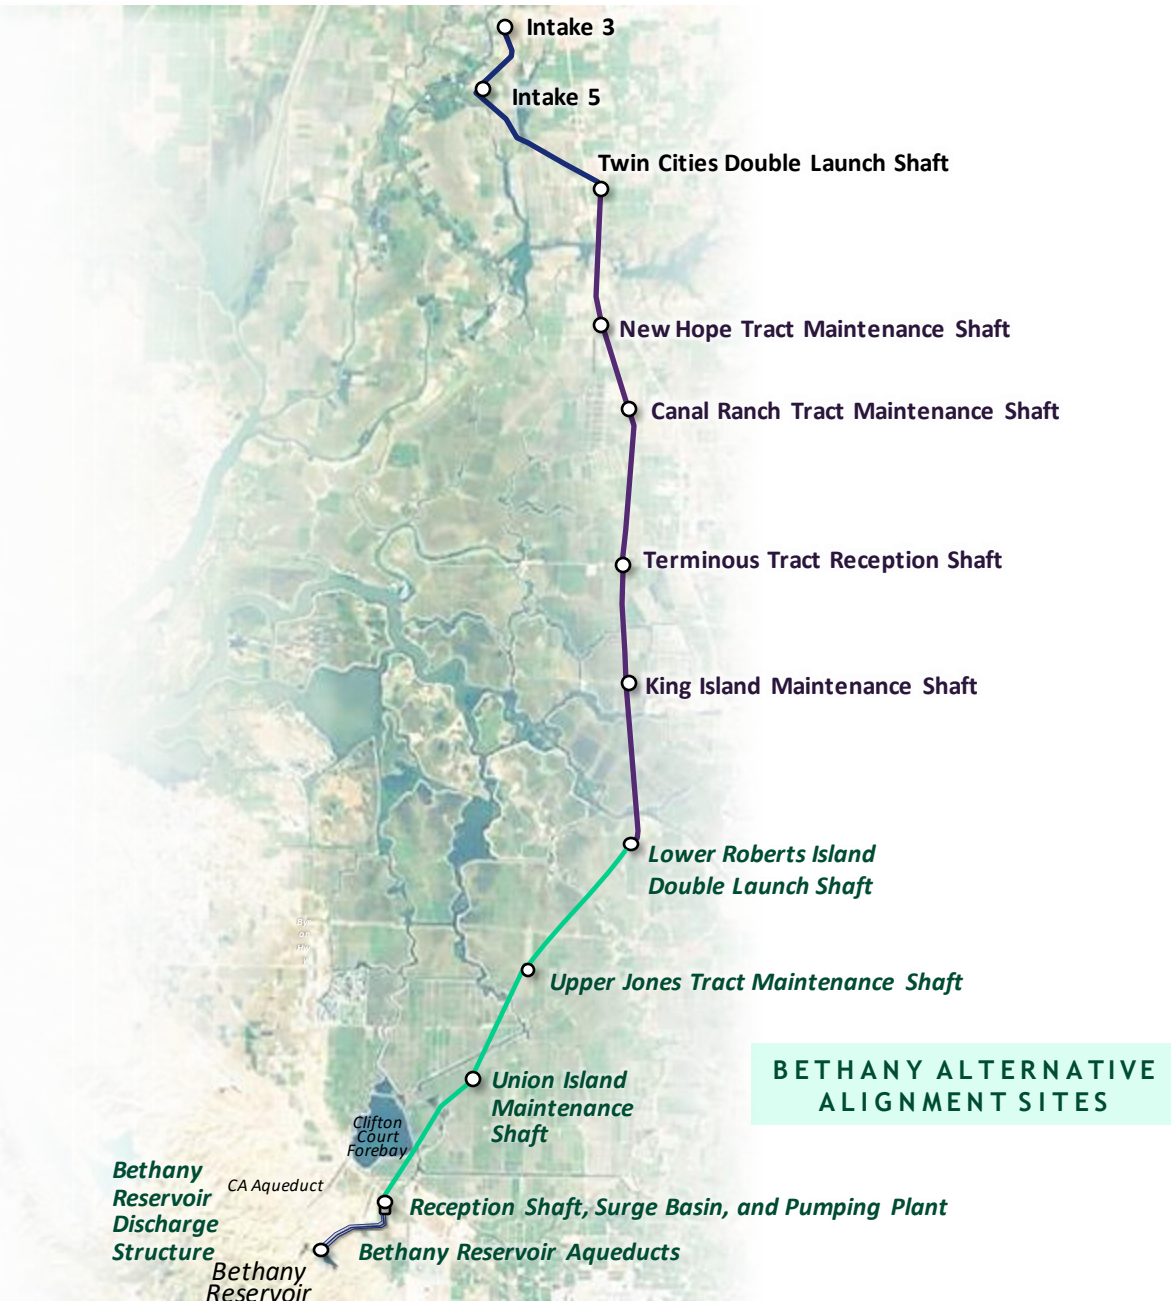 Intake 3
Intake 5
Twin Cities Double Launch Shaft
New Hope Tract Maintenance Shaft
Canal Ranch Tract Maintenance Shaft
Terminous Tract Reception Shaft
King Island Maintenance Shaft
Lower Roberts Island
Double Launch Shaft
Upper Jones Tract Maintenance Shaft
BETHANY ALTERNATIVE
ALIGNMENT SITES
Union Island
Maintenance
Shaft
Clifton
Court
Forebay
Bethany
Reservoir
Discharge
Structure
CA Aqueduct
Reception Shaft, Surge Basin, and Pumping Plant
Bethany Reservoir Aqueducts
Bethany
Reservoir